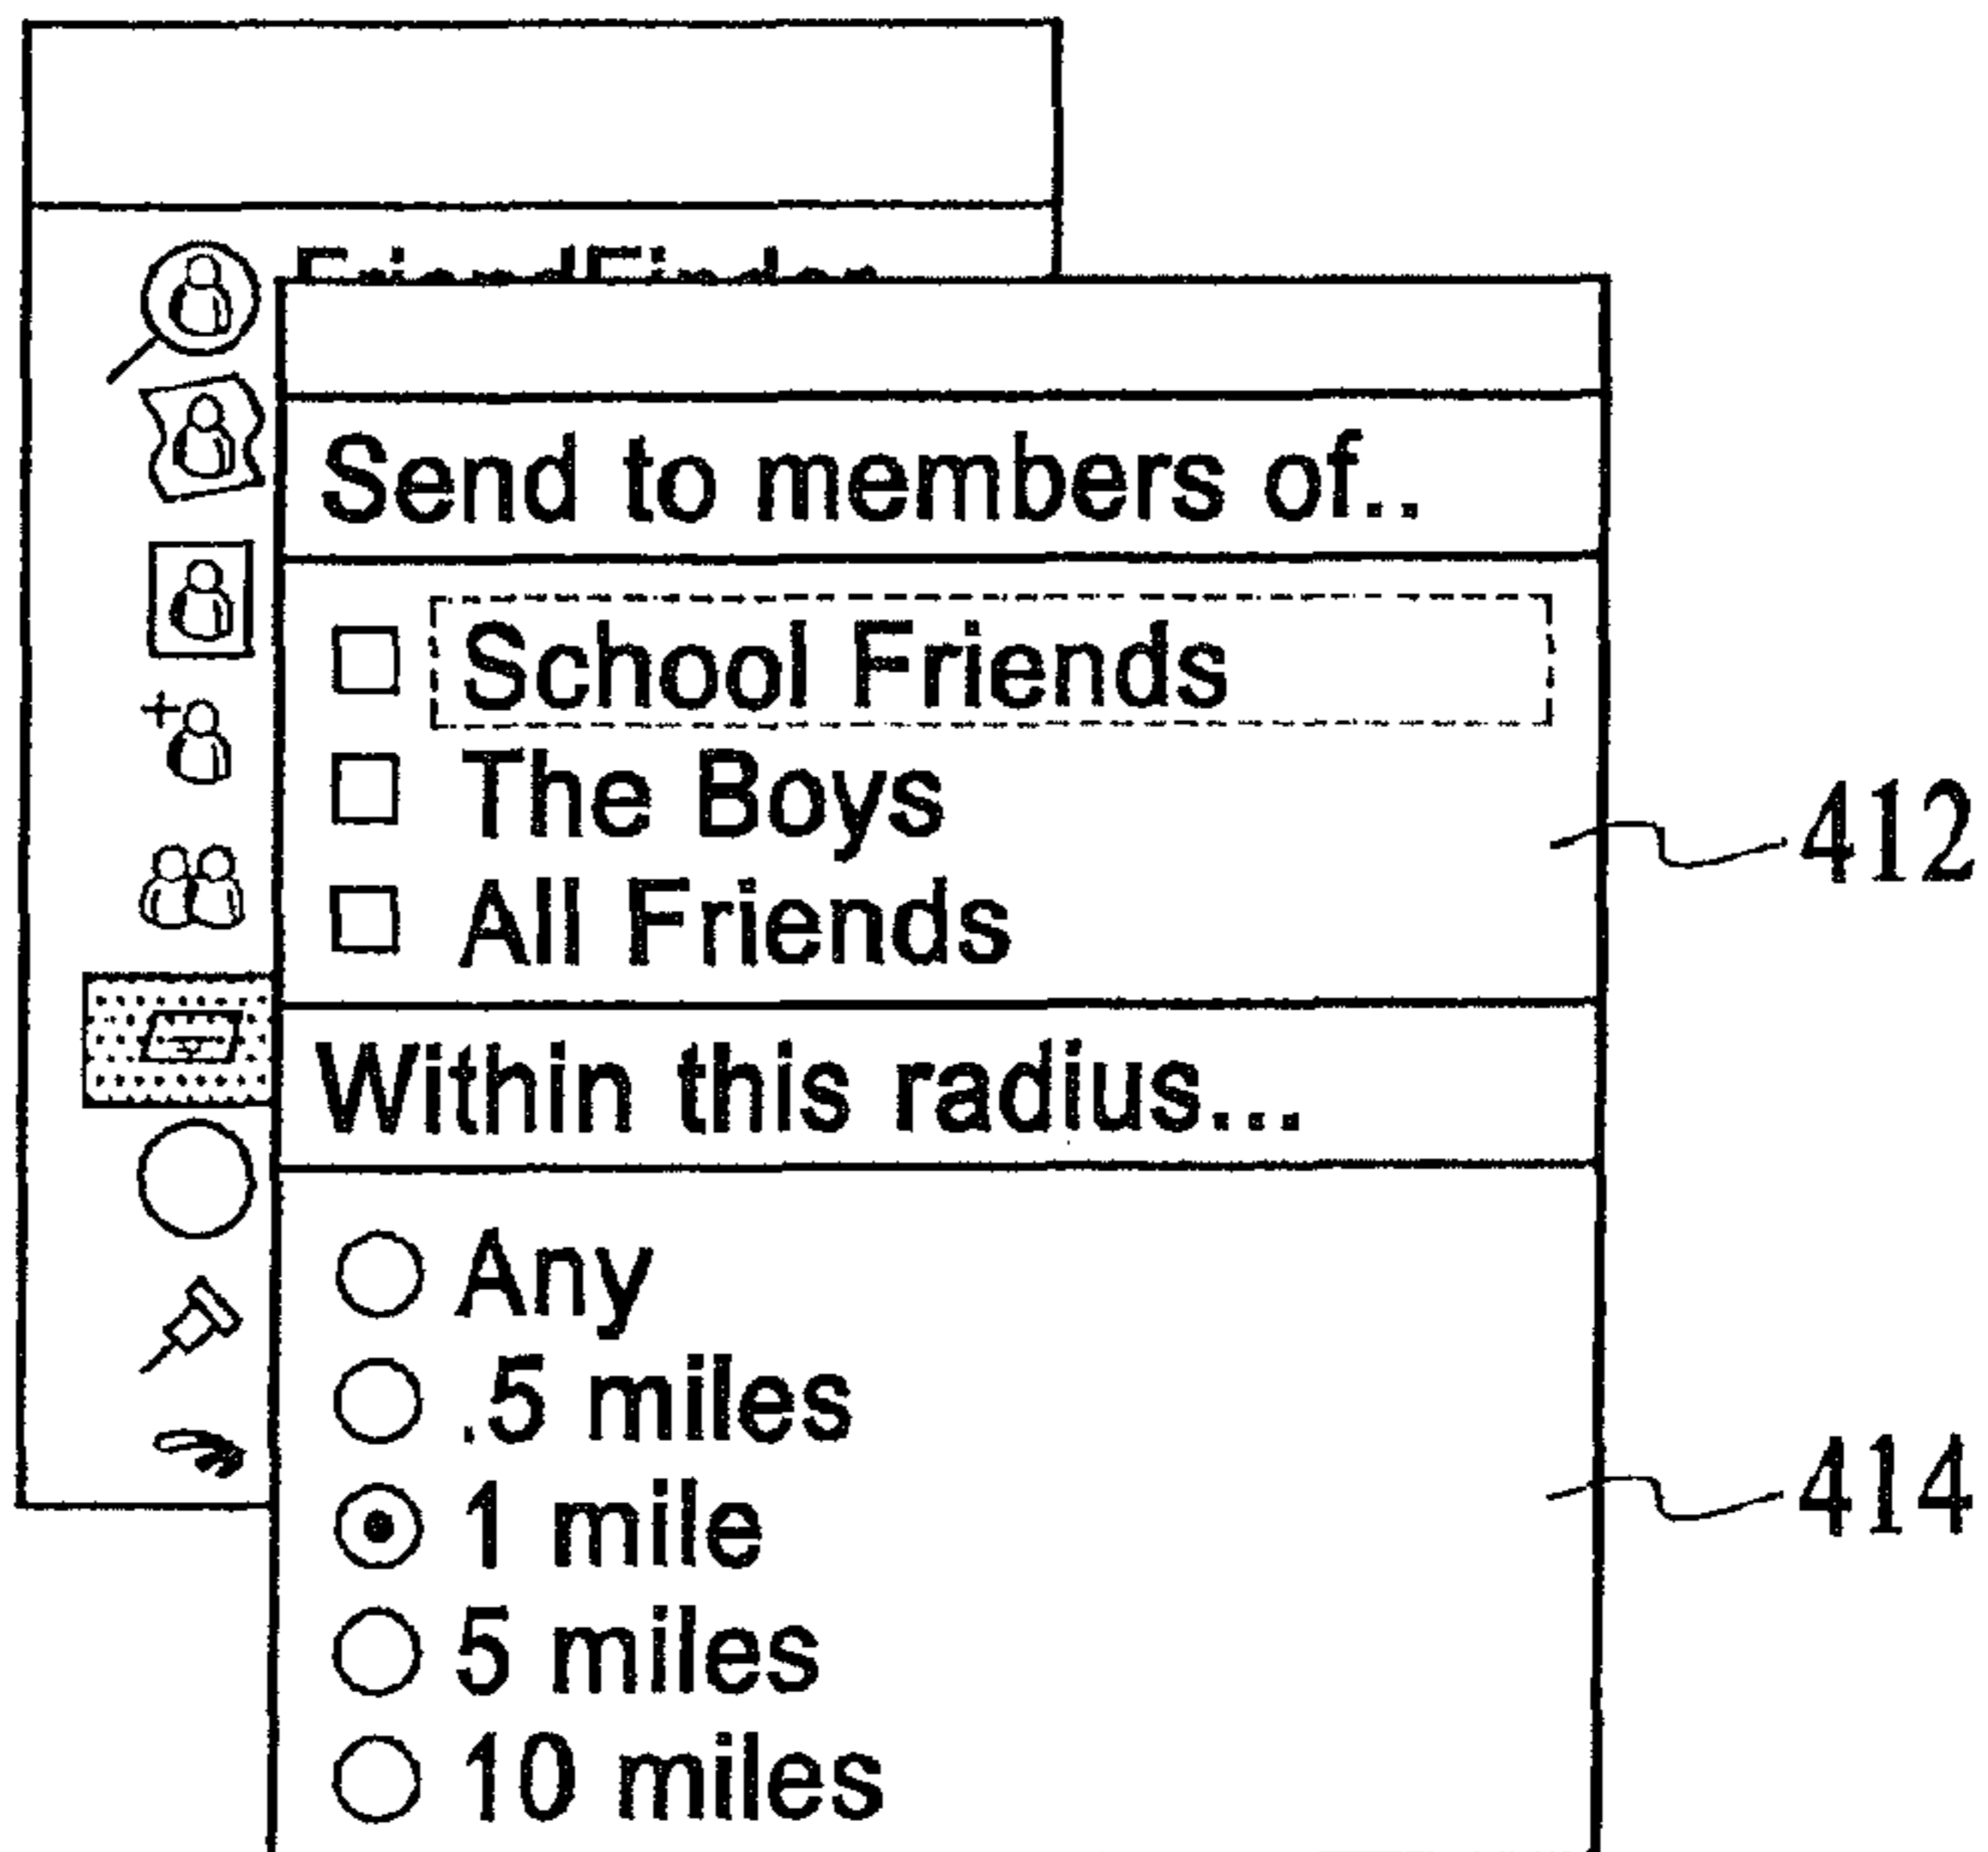 FriendFinder
Send to members of..
School Friends
The Boys
412
All Friends
Within this radius...
Any
.5 miles
1 mile
414
5 miles
10 miles